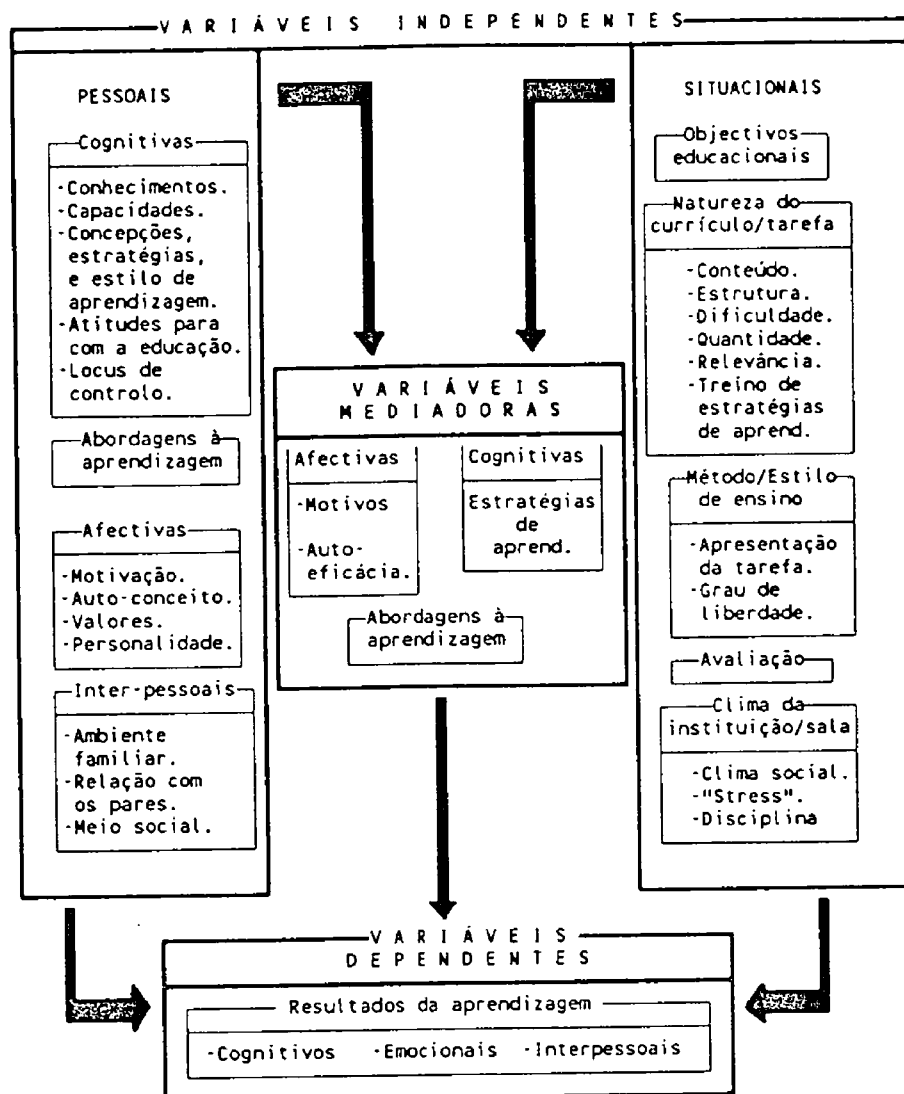 VARIÁVEIS INDEPENDENTES
PESSOAIS
Cognitivas
-Conhecimentos.
-Capacidades.
-Concepções,
estratégias,
e estilo de
aprendizagem.
-Atitudes para
com a educação.
-Locus de
controlo.
Abordagens à
aprendizagem
Afectivas
-Motivação.
-Auto-conceito.
-Valores.
-Personalidade.
Inter-pessoais
-Ambiente
familiar.
-Relação com
os pares.
-Meio social.
VARIÁVEIS
MEDIADORAS
Afectivas
-Motivos
-Auto-
eficácia.
Cognitivas
Estratégias
de
aprend.
Abordagens à
aprendizagem
SITUACIONAIS
Objectivos
educacionais
Natureza do
currículo/tarefa
-Conteúdo.
-Estrutura.
-Dificuldade.
-Quantidade.
-Relevância.
-Treino de
estratégias
de aprend.
Método/Estilo
de ensino
-Apresentação
da tarefa.
-Grau de
liberdade.
Avaliação
Clima da
instituição/sala
-Clima social.
-"Stress".
-Disciplina
VARIÁVEIS
DEPENDENTES
Resultados da aprendizagem
-Cognitivos -Emocionais -Interpessoais